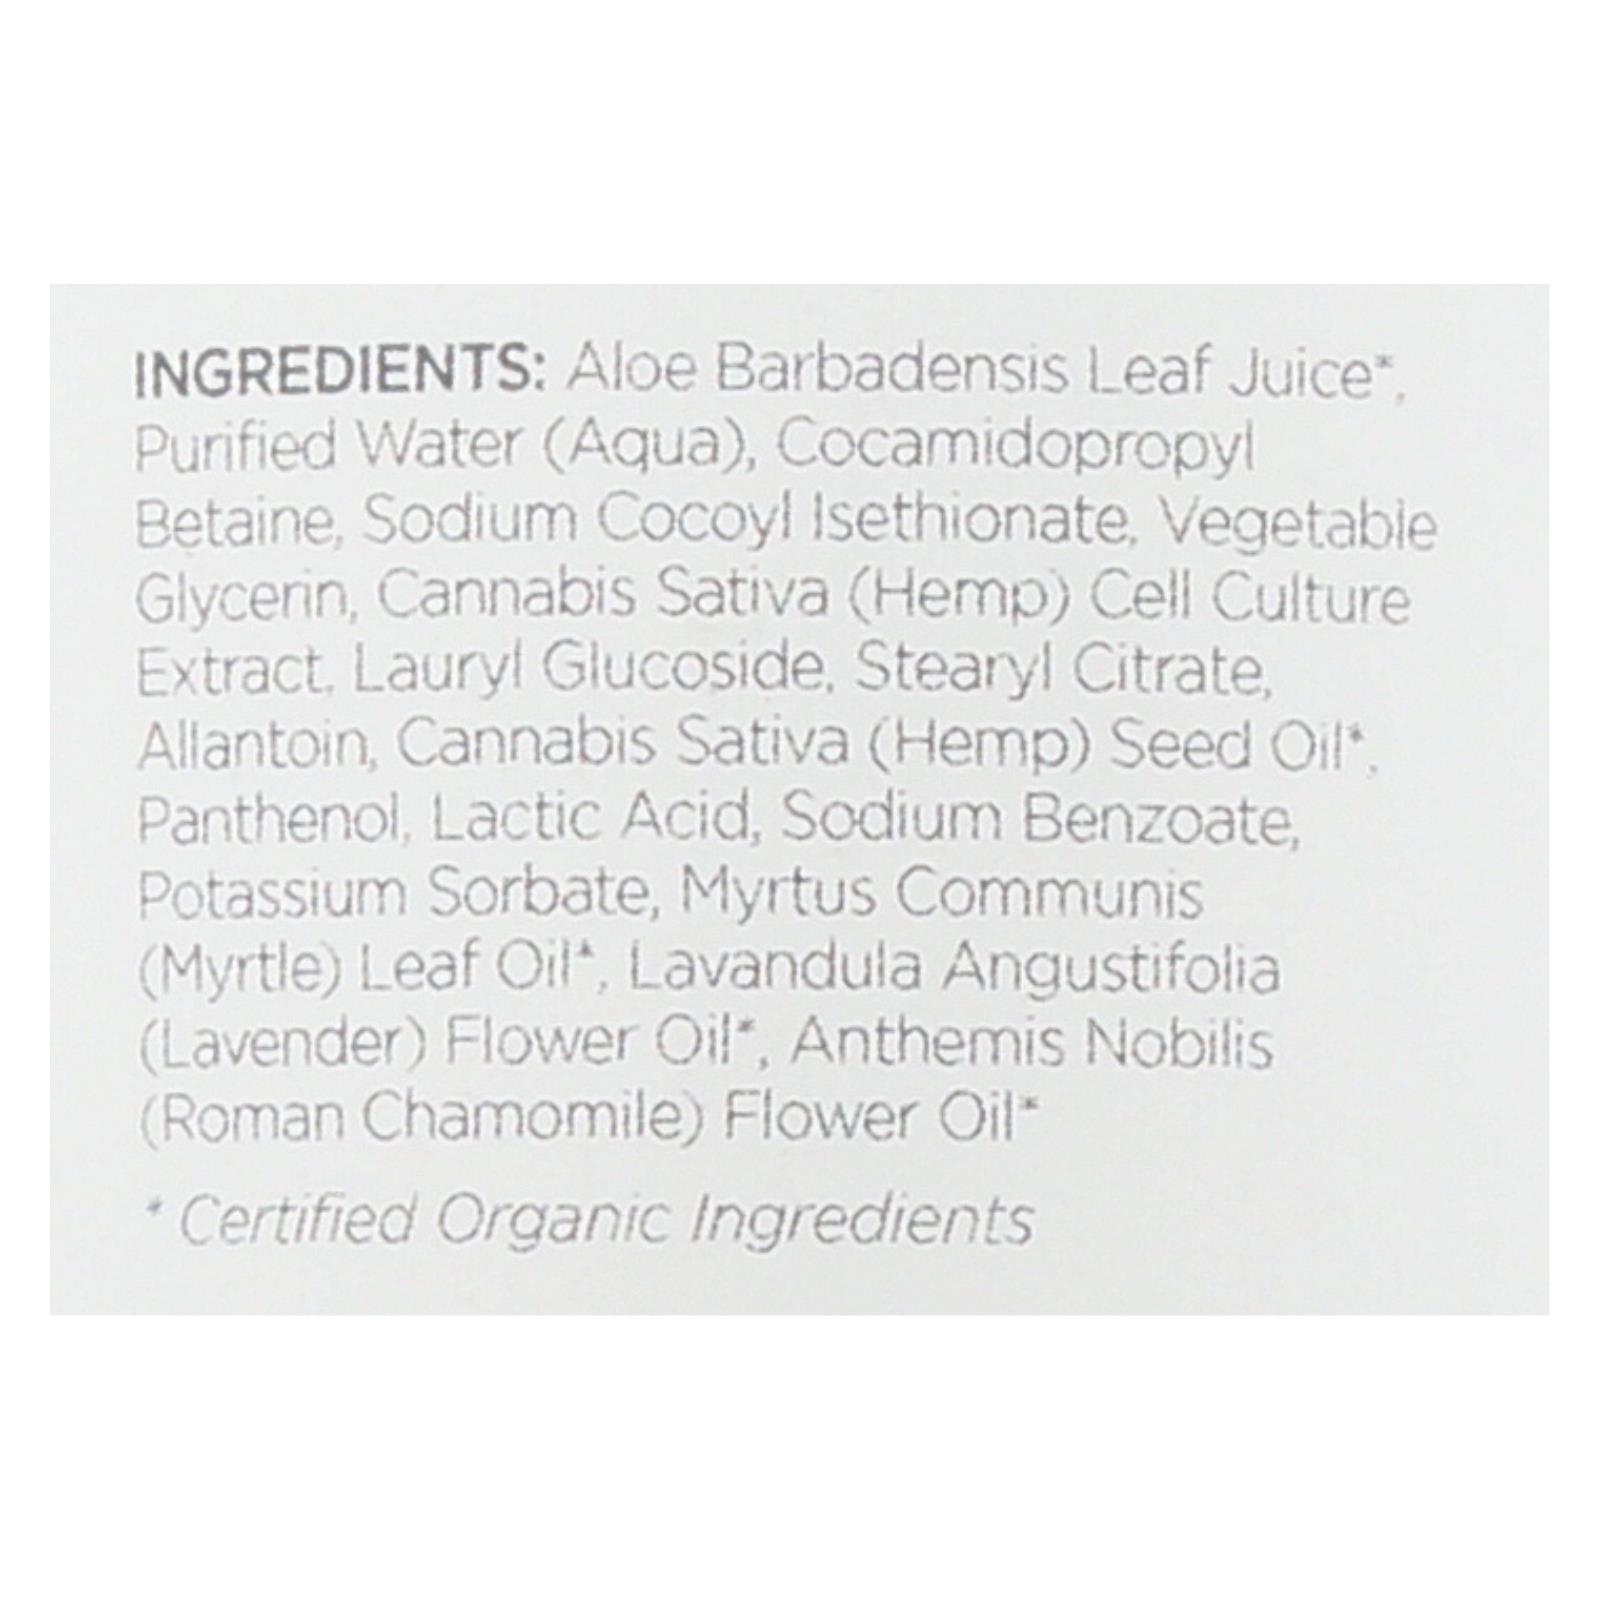 INGREDIENTS: Aloe Barbadensis Leaf Juice*,
Purified Water (Aqua), Cocamidopropyl
Betaine, Sodium Cocoyl Isethionate, Vegetable
Glycerin, Cannabis Sativa (Hemp) Cell Culture
Extract, Lauryl Glucoside, Stearyl Citrate,
Allantoin, Cannabis Sativa (Hemp) Seed Oil*,
Panthenol, Lactic Acid, Sodium Benzoate,
Potassium Sorbate, Myrtus Communis
(Myrtle) Leaf Oil*, Lavandula Angustifolia
(Lavender) Flower Oil*, Anthemis Nobilis
(Roman Chamomile) Flower Oil*
* Certified Organic Ingredients